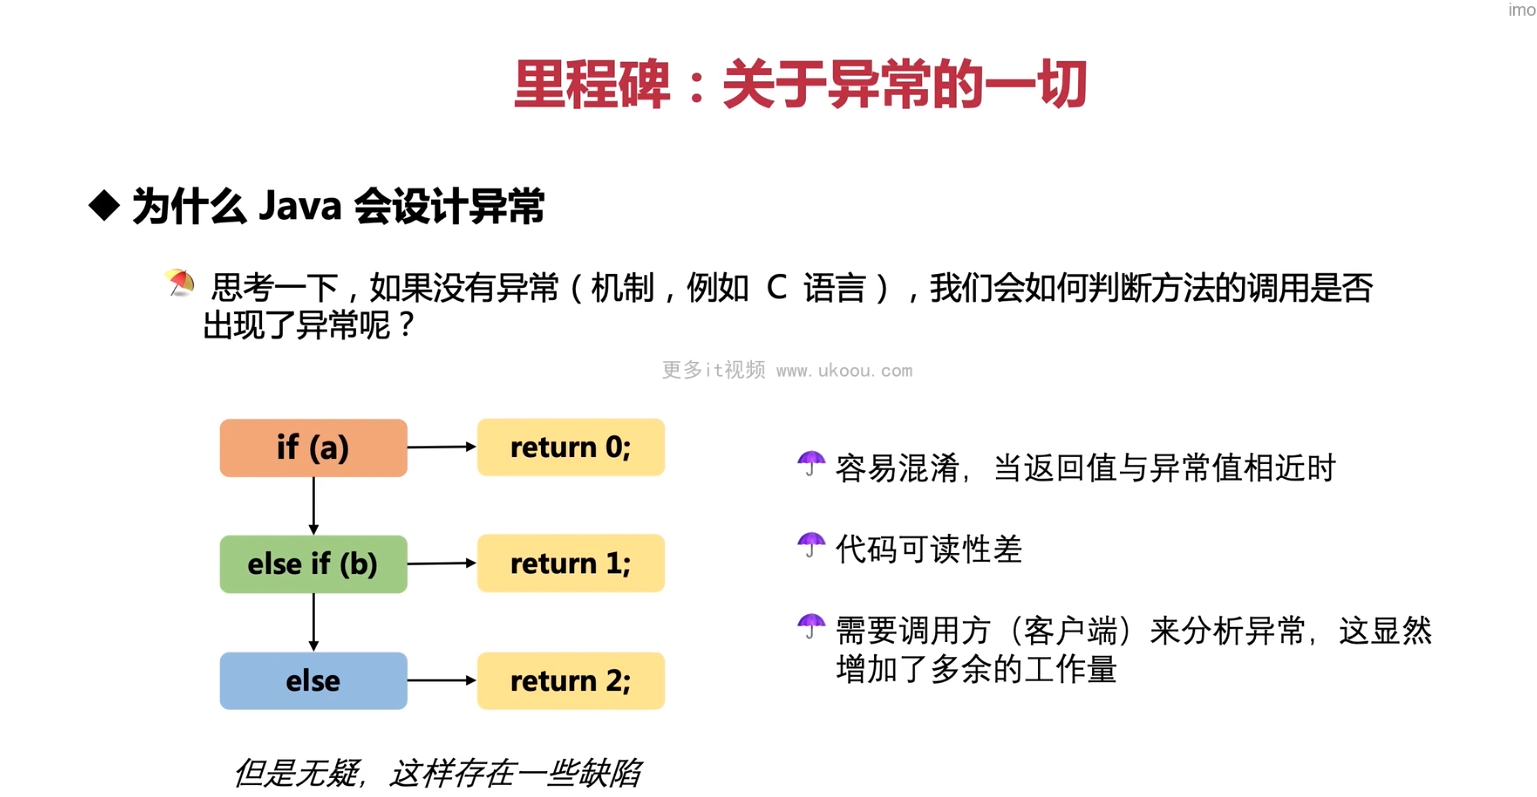 imo
里程碑：关于异常的一切
为什么 Java 会设计异常
思考一下，如果没有异常（机制，例如 C 语言），我们会如何判断方法的调用是否
出现了异常呢？
更多it视频 www.ukoou.com
if (a)
return 0;
else if (b)
return 1;
else
return 2;
但是无疑，这样存在一些缺陷
容易混淆，当返回值与异常值相近时
代码可读性差
需要调用方（客户端）来分析异常，这显然
增加了多余的工作量